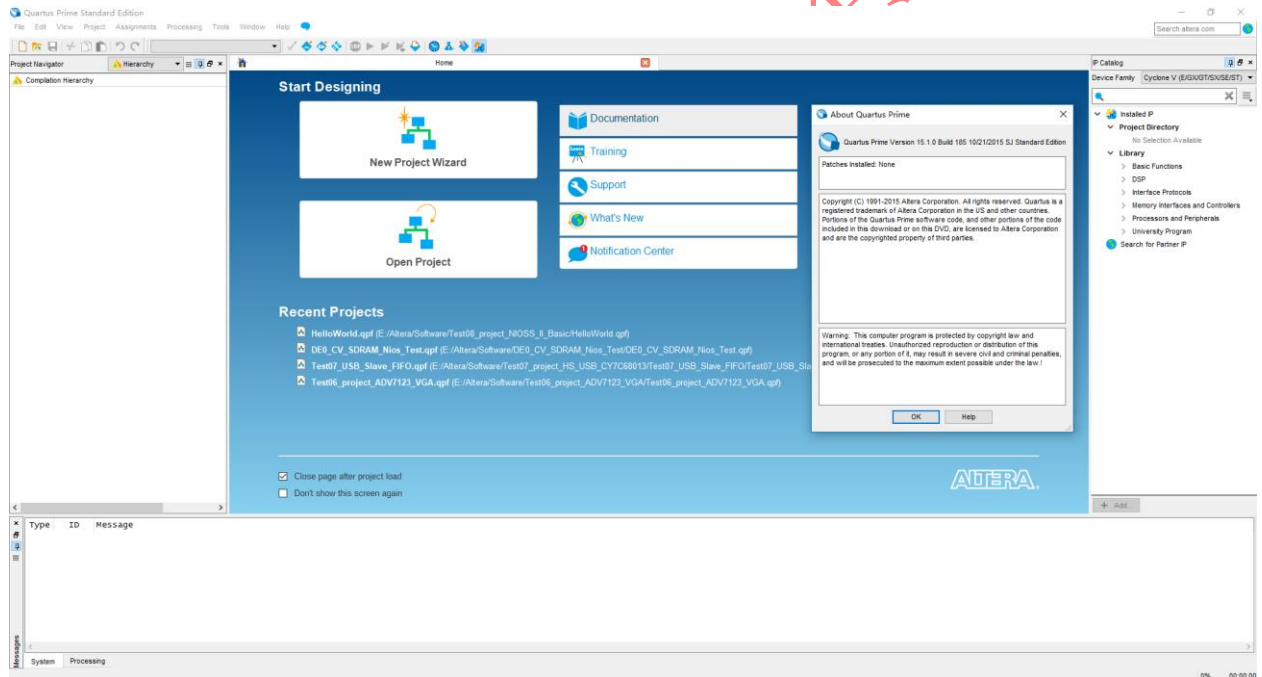 Quartus Prime Standard Edition
File Edit View Project Assignments Processing Tools Window Help
Search altera.com
Project Navigator Hierarchy
Compilation Hierarchy
Home
Start Designing
New Project Wizard
Open Project
Documentation
Training
Support
What's New
Notification Center
Recent Projects
HelloWorld.qpf (E:/Altera/Software/Test08_project_NIOSS_II_Basic/HelloWorld.qpf)
DE0_CV_SDRAM_Nios_Test.qpf (E:/Altera/Software/DE0_CV_SDRAM_Nios_Test/DE0_CV_SDRAM_Nios_Test.qpf)
Test07_USB_Slave_FIFO.qpf (E:/Altera/Software/Test07_project_HS_USB_CY7C68013/Test07_USB_Slave_FIFO/Test07_USB_Sla
Test06_project_ADV7123_VGA.qpf (E:/Altera/Software/Test06_project_ADV7123_VGA/Test06_project_ADV7123_VGA.qpf)
Close page after project load
Don't show this screen again
ALTERA
About Quartus Prime
Quartus Prime Version 15.1.0 Build 185 10/21/2015 SJ Standard Edition
Patches Installed: None
Copyright (C) 1991-2015 Altera Corporation. All rights reserved. Quartus is a
registered trademark of Altera Corporation in the US and other countries.
Portions of the Quartus Prime software code, and other portions of the code
included in this download or on this DVD, are licensed to Altera Corporation
and are the copyrighted property of third parties.
Warning: This computer program is protected by copyright law and
international treaties. Unauthorized reproduction or distribution of this
program, or any portion of it, may result in severe civil and criminal penalties,
and will be prosecuted to the maximum extent possible under the law.!
OK Help
IP Catalog
Device Family Cyclone V (E/GX/GT/SX/SE/ST)
Installed IP
Project Directory
No Selection Available
Library
Basic Functions
DSP
Interface Protocols
Memory Interfaces and Controllers
Processors and Peripherals
University Program
Search for Partner IP
+ Add...
Type ID Message
Messages
System Processing
0% 00:00:00